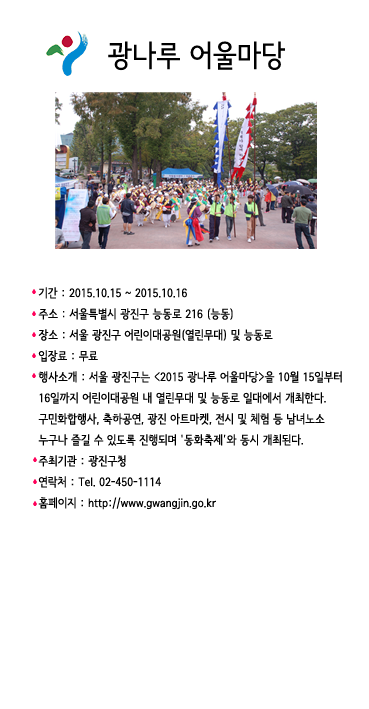 광나루 어울마당
기간 : 2015.10.15 ~ 2015.10.16
주소 : 서울특별시 광진구 능동로 216 (능동)
장소 : 서울 광진구 어린이대공원(열린무대) 및 능동로
입장료 : 무료
행사소개 : 서울 광진구는 <2015 광나루 어울마당>을 10월 15일부터
16일까지 어린이대공원 내 열린무대 및 능동로 일대에서 개최한다.
구민화합행사, 축하공연, 광진 아트마켓, 전시 및 체험 등 남녀노소
누구나 즐길 수 있도록 진행되며 '동화축제'와 동시 개최된다.
주최기관 : 광진구청
연락처 : Tel. 02-450-1114
홈페이지 : http://www.gwangjin.go.kr